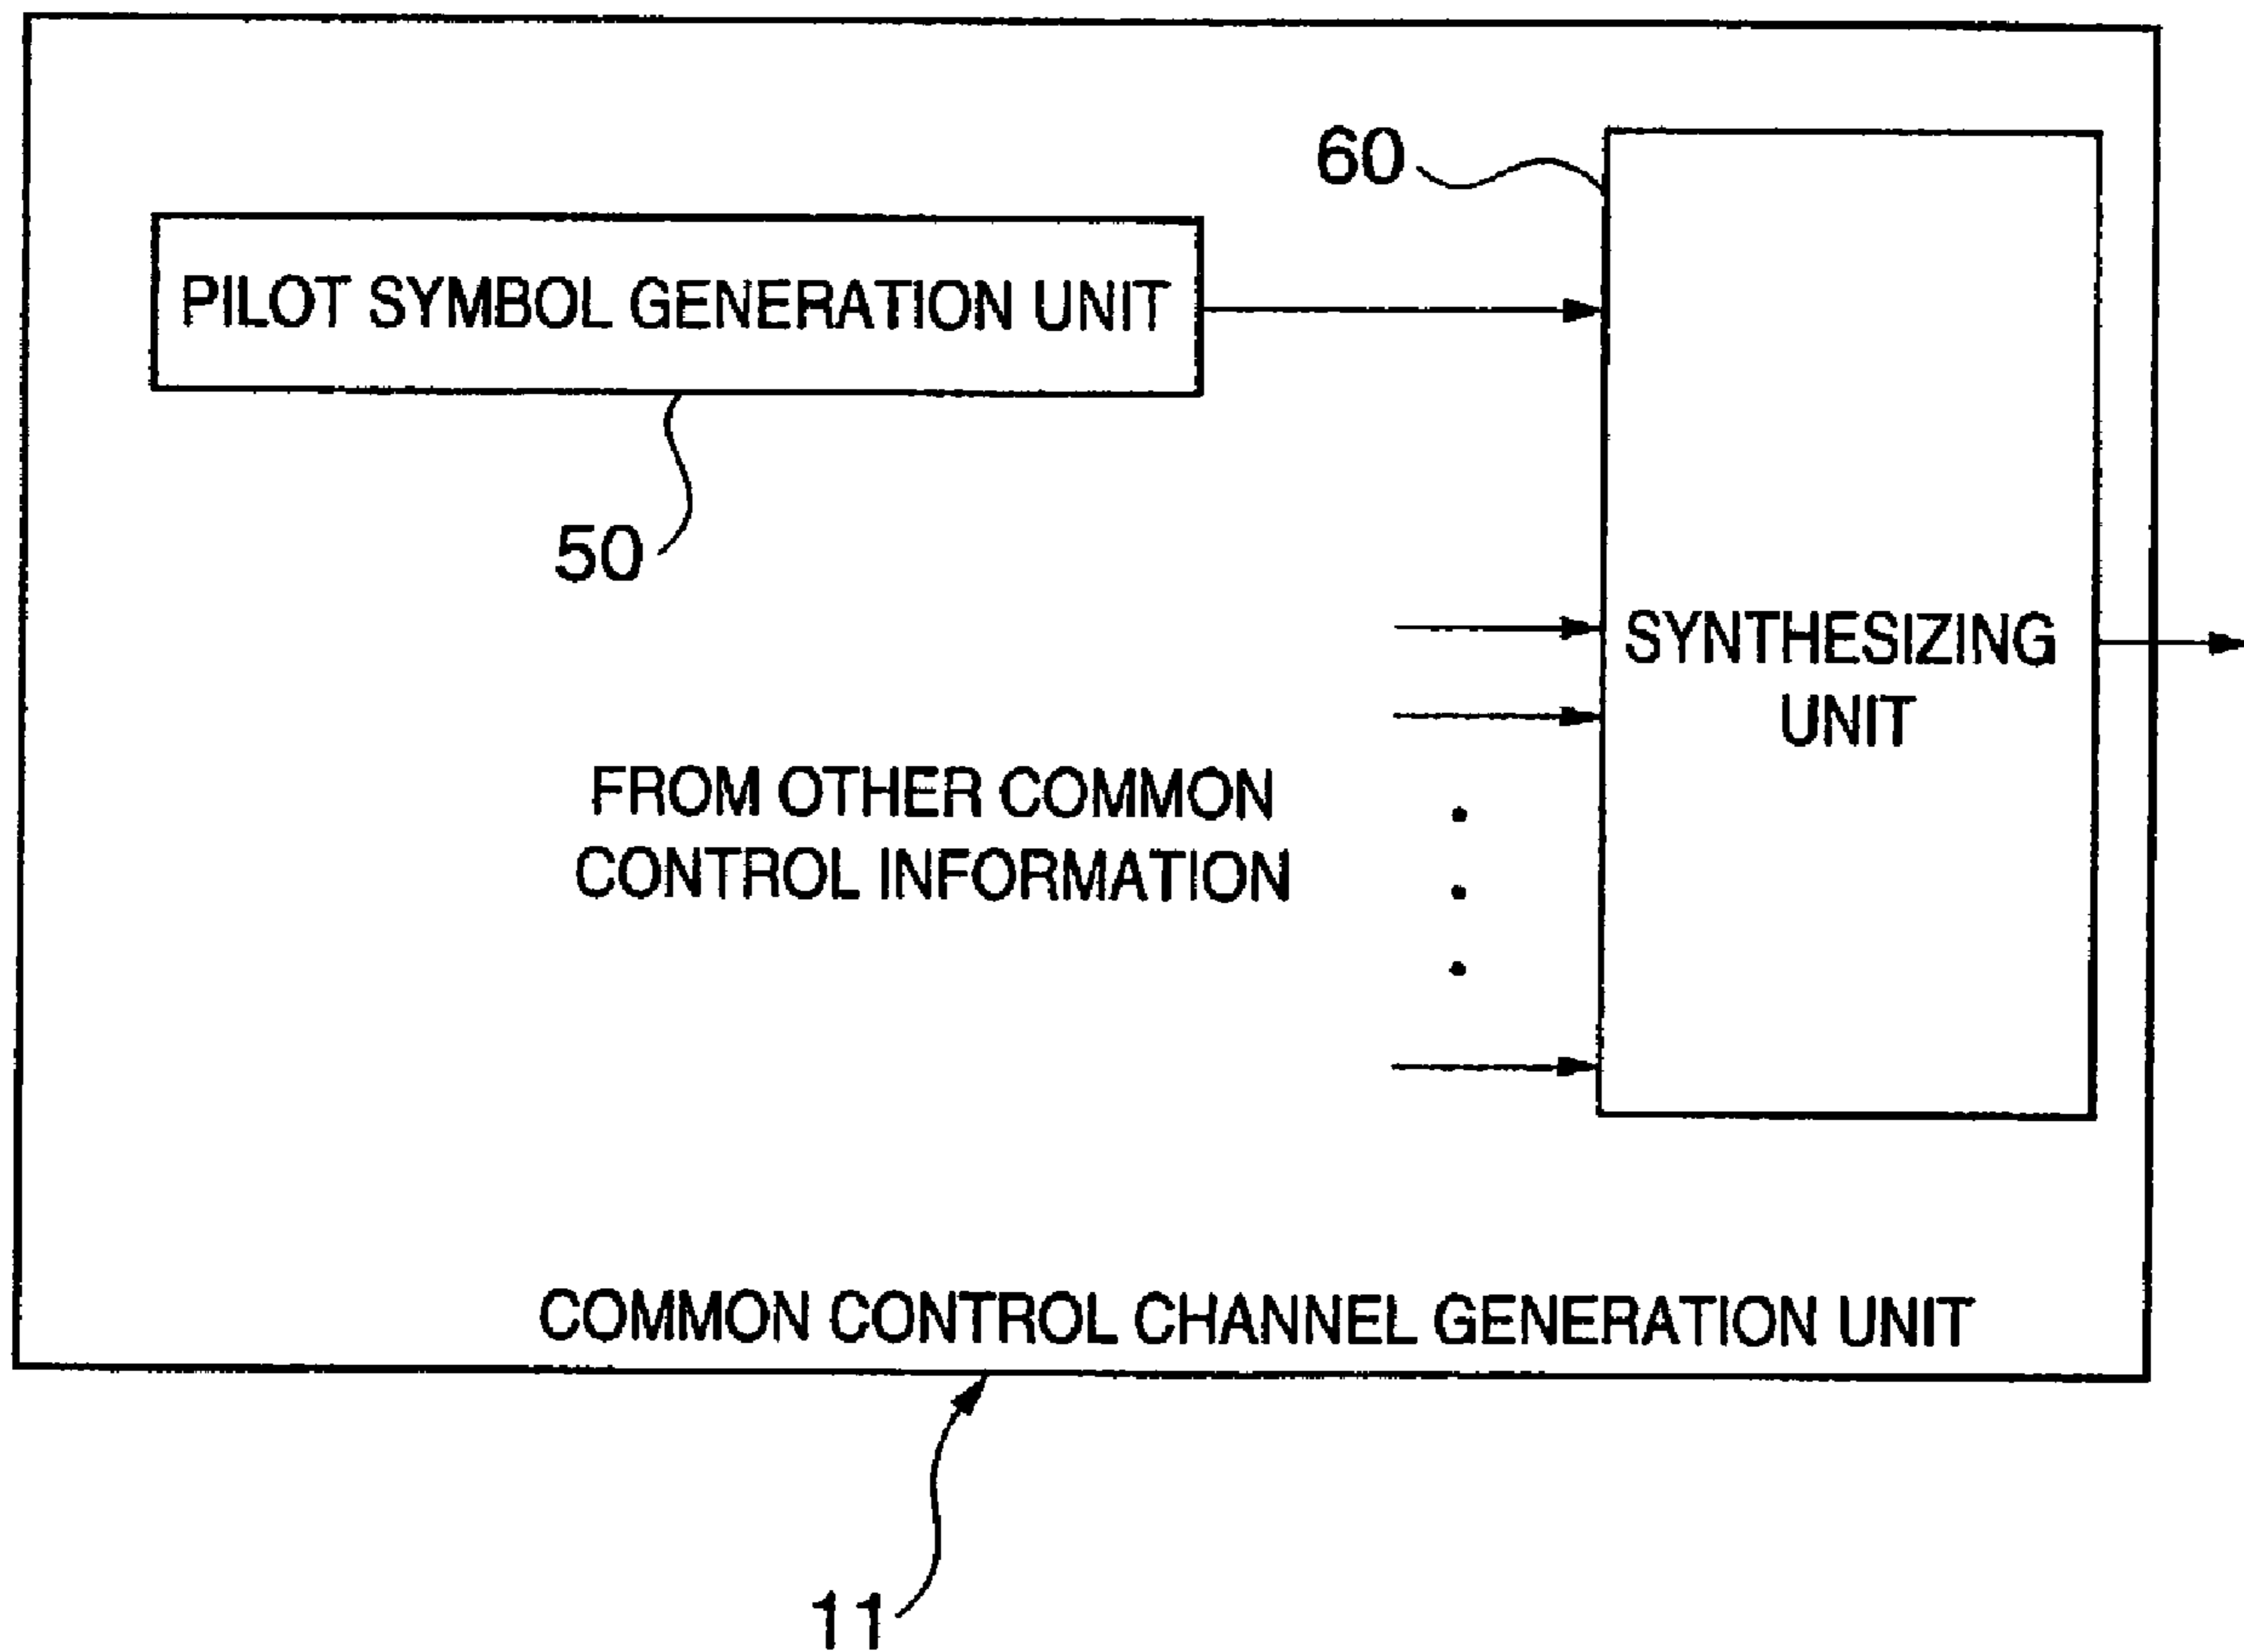 60
PILOT SYMBOL GENERATION UNIT
50
SYNTHESIZING
UNIT
FROM OTHER COMMON
CONTROL INFORMATION
COMMON CONTROL CHANNEL GENERATION UNIT
11